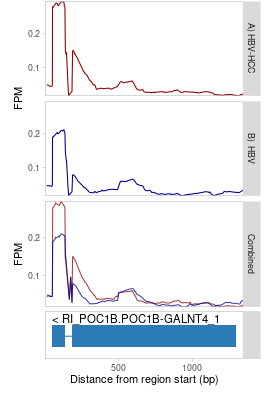 0.2
0.1
A) HBV-HCC
FPM
0.2
0.1
B) HBV
0.2
0.1
Combined
FPM
< RI_POC1B.POC1B-GALNT4_1
500
1000
Distance from region start (bp)